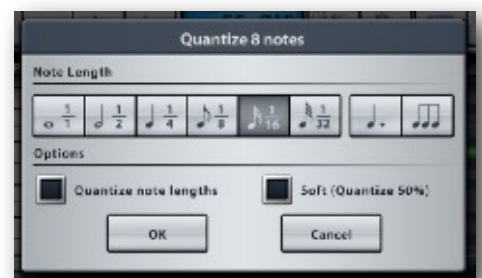 Quantize 8 notes
Note Length
1/1 1/2 1/4 1/8 1/16 1/32
Options
Quantize note lengths Soft (Quantize 50%)
OK Cancel